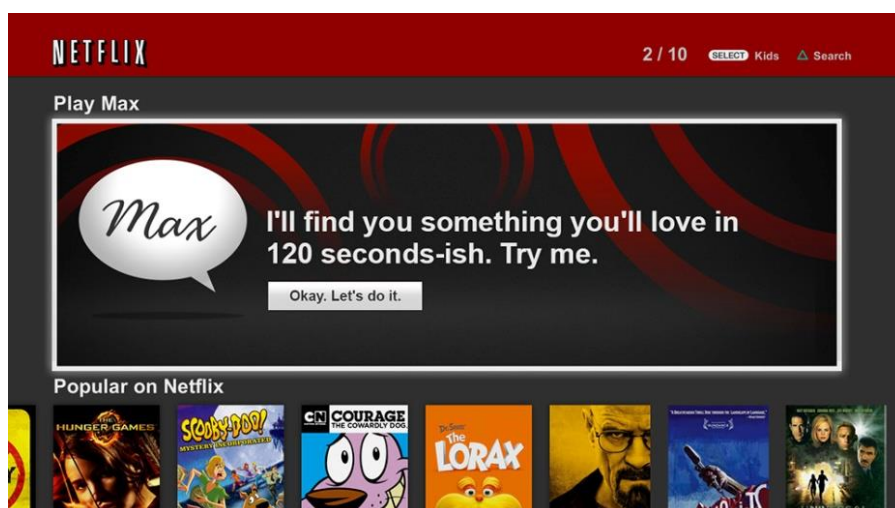 NETFLIX
2 / 10
SELECT Kids
Search
Play Max
Max
I'll find you something you'll love in
120 seconds-ish. Try me.
Okay. Let's do it.
Popular on Netflix
THE
HUNGER GAMES
SCOOBY-DOO!
MYSTERY INCORPORATED
CN COURAGE
THE COWARDLY DOG
Dr. Seuss'
The
LORAX
SUNDANCE